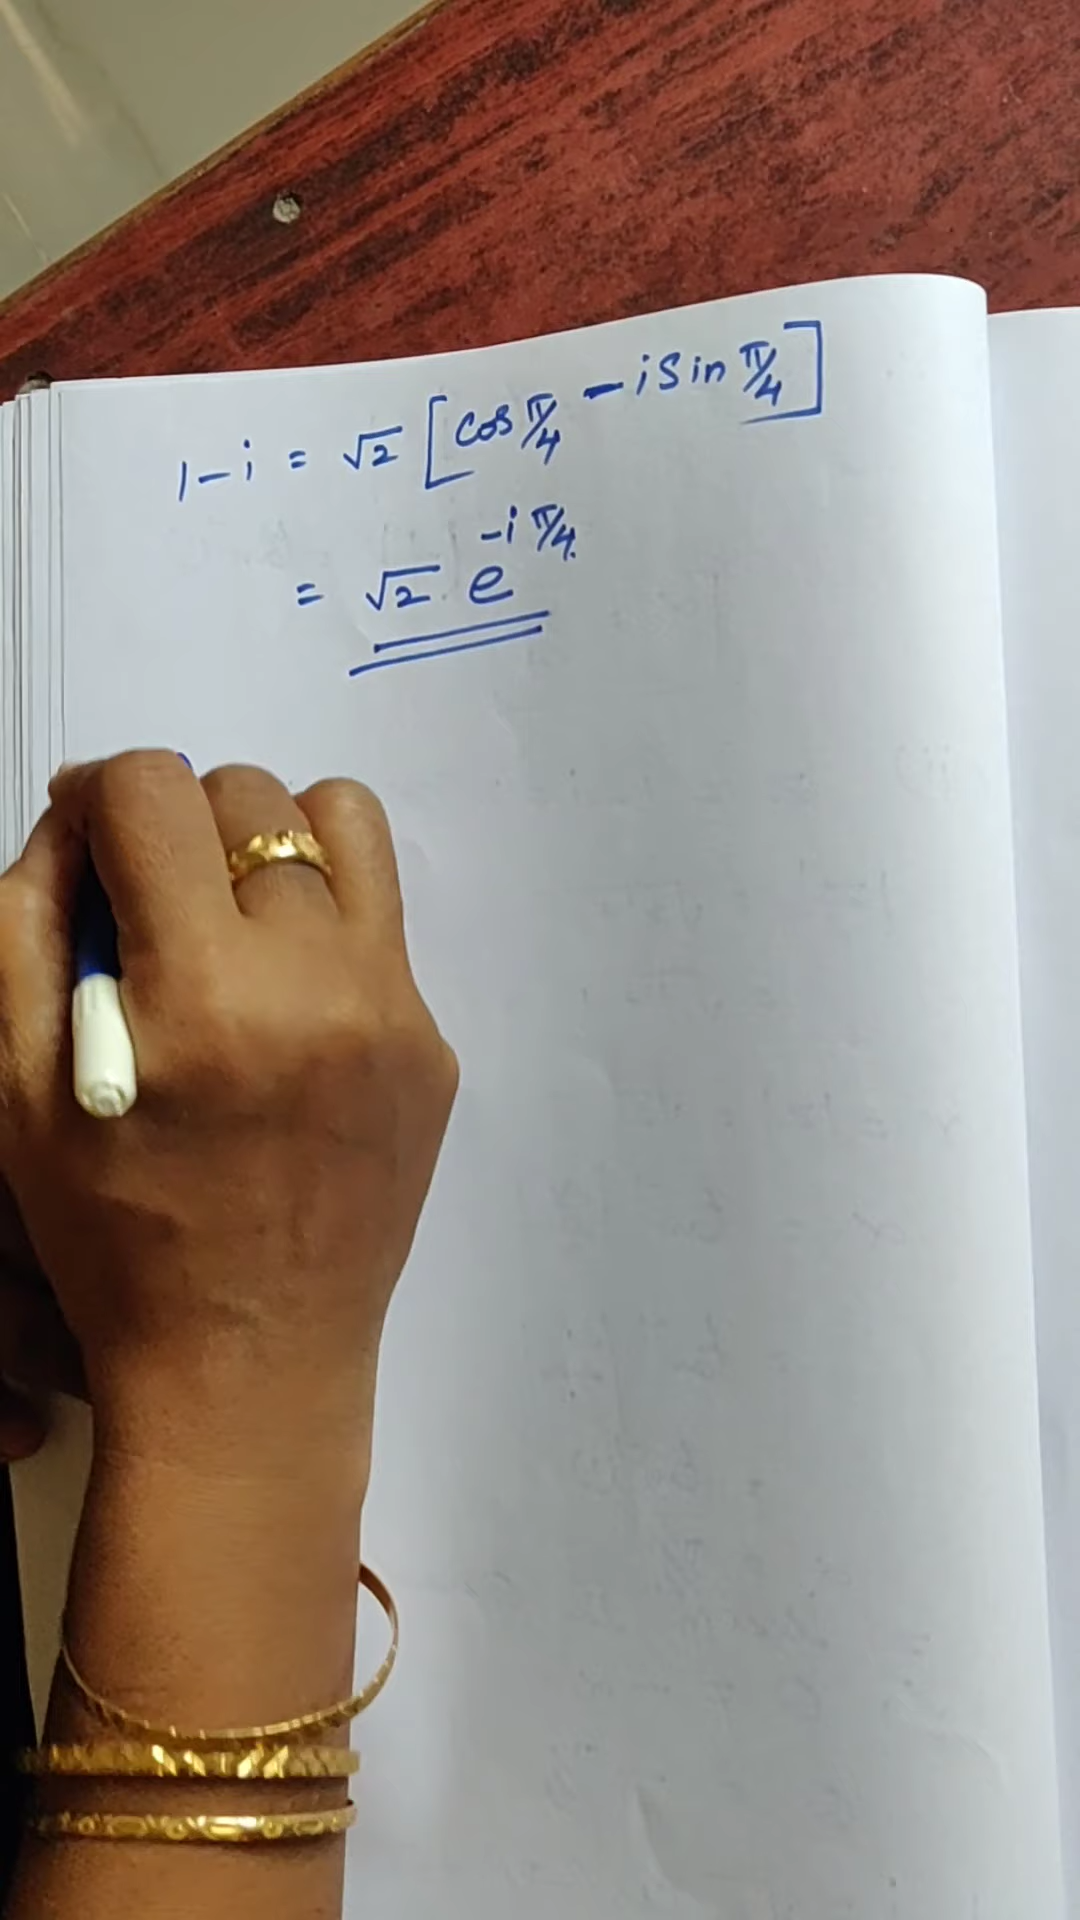 1-i = √2 [cos π/4 - i sin π/4]
= √2 e^{-i π/4}